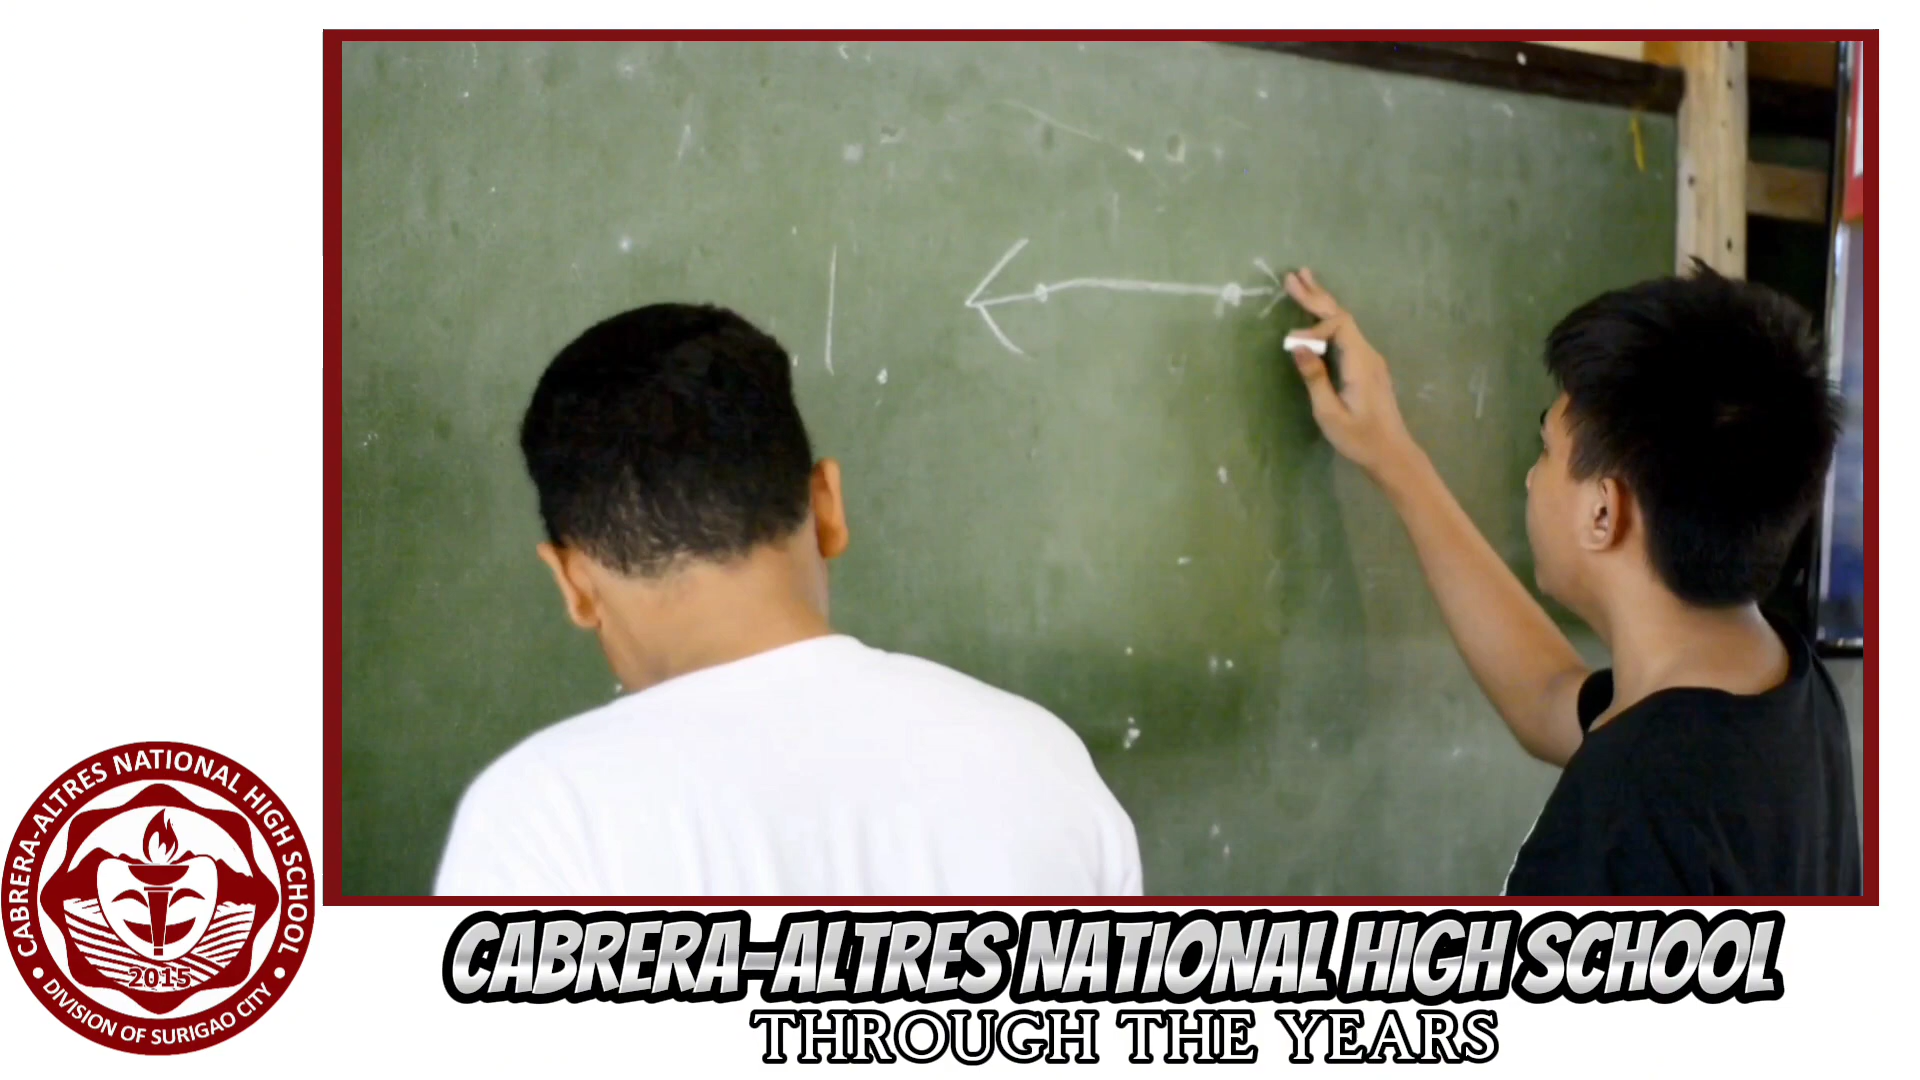 CABRERA-ALTRES NATIONAL HIGH SCHOOL
2015
• DIVISION OF SURIGAO CITY •
CABRERA-ALTRES NATIONAL HIGH SCHOOL
THROUGH THE YEARS